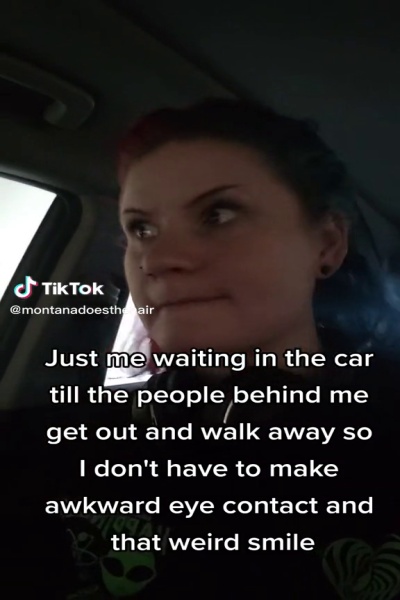 TikTok
@montanadoesthehair
Just me waiting in the car
till the people behind me
get out and walk away so
I don't have to make
awkward eye contact and
that weird smile